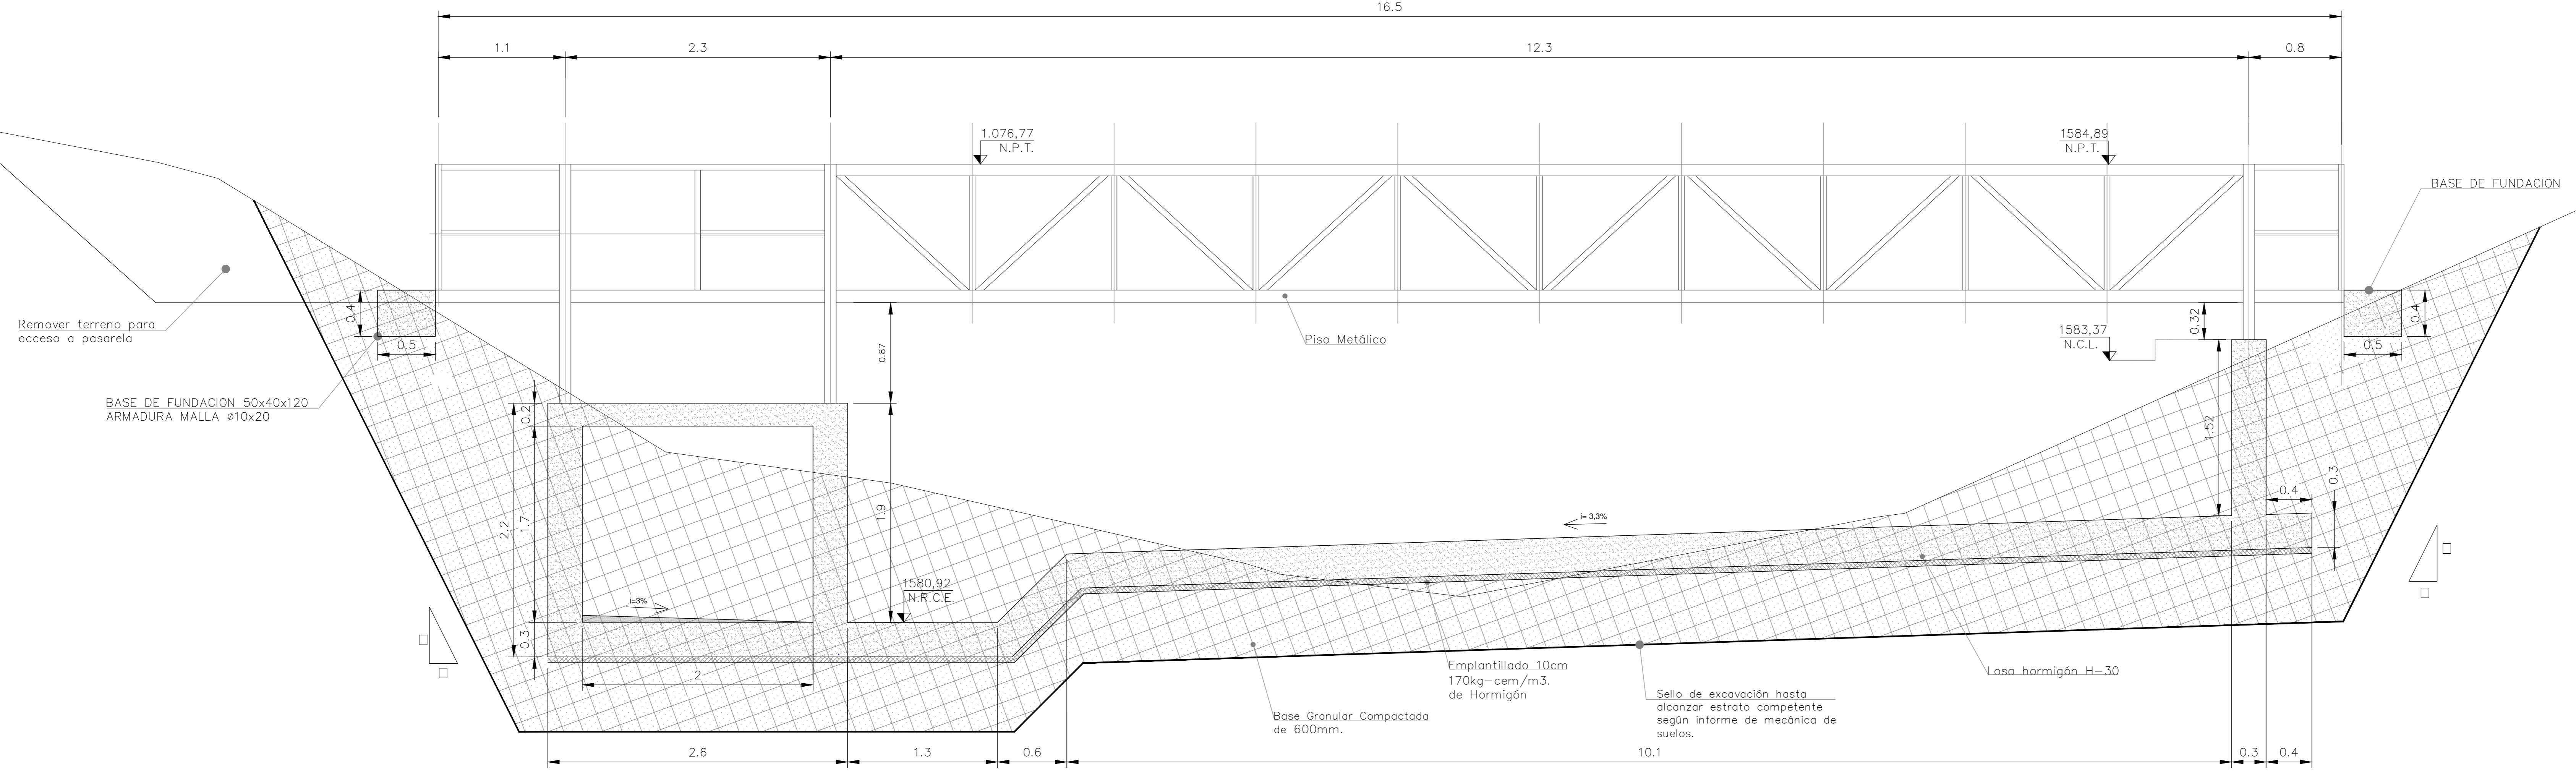 16.5
1.1
2.3
12.3
0.8
1.076,77
N.P.T.
1584,89
N.P.T.
BASE DE FUNDACION
Remover terreno para
acceso a pasarela
0.4
0.5
BASE DE FUNDACION 50x40x120
ARMADURA MALLA ø10x20
0.87
Piso Metálico
1583,37
N.C.L.
0.32
0.4
0.5
0.2
2.2
1.7
0.3
1.9
1.52
0.4
0.3
i= 3,3%
1580,92
N.R.C.E.
i=3%
2
Emplantillado 10cm
170kg-cem/m3.
de Hormigón
Losa hormigón H-30
Base Granular Compactada
de 600mm.
Sello de excavación hasta
alcanzar estrato competente
según informe de mecánica de
suelos.
2.6
1.3
0.6
10.1
0.3
0.4